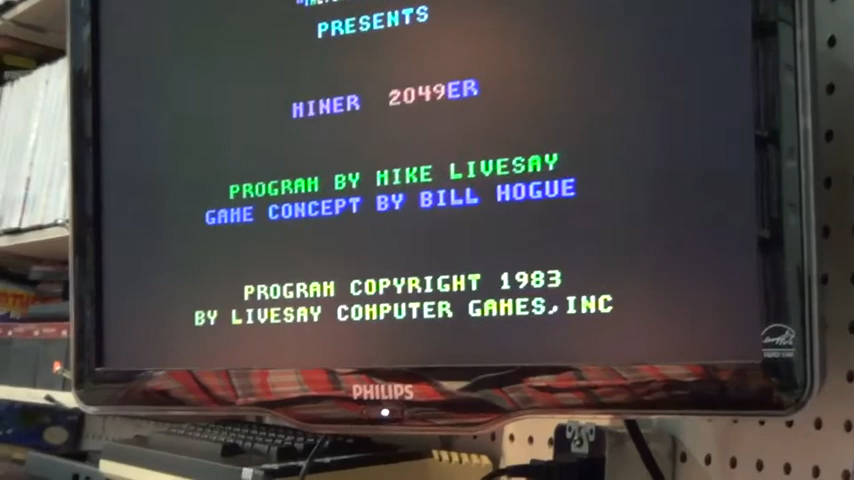 PRESENTS
MINER 2049ER
PROGRAM BY MIKE LIVESAY
GAME CONCEPT BY BILL HOGUE
PROGRAM COPYRIGHT 1983
BY LIVESAY COMPUTER GAMES,INC
PHILIPS